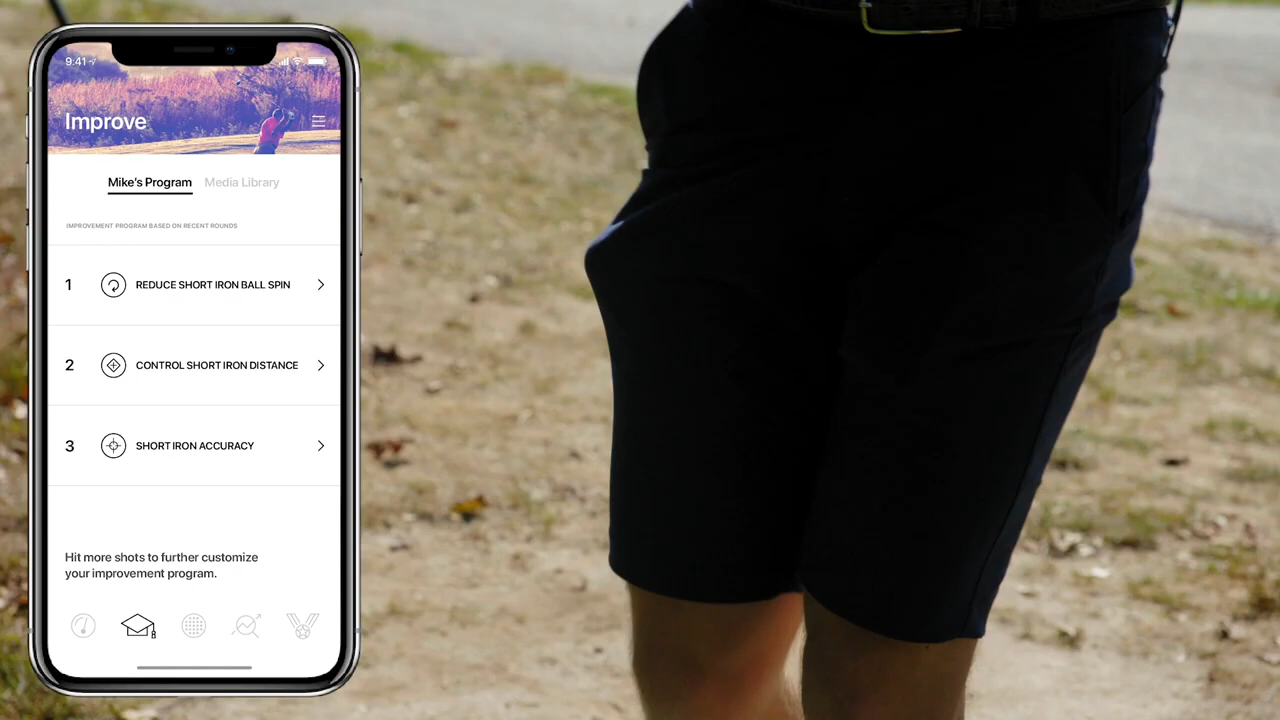 9:41
Improve
Mike's Program Media Library
IMPROVEMENT PROGRAM BASED ON RECENT ROUNDS
1 REDUCE SHORT IRON BALL SPIN
2 CONTROL SHORT IRON DISTANCE
3 SHORT IRON ACCURACY
Hit more shots to further customize
your improvement program.